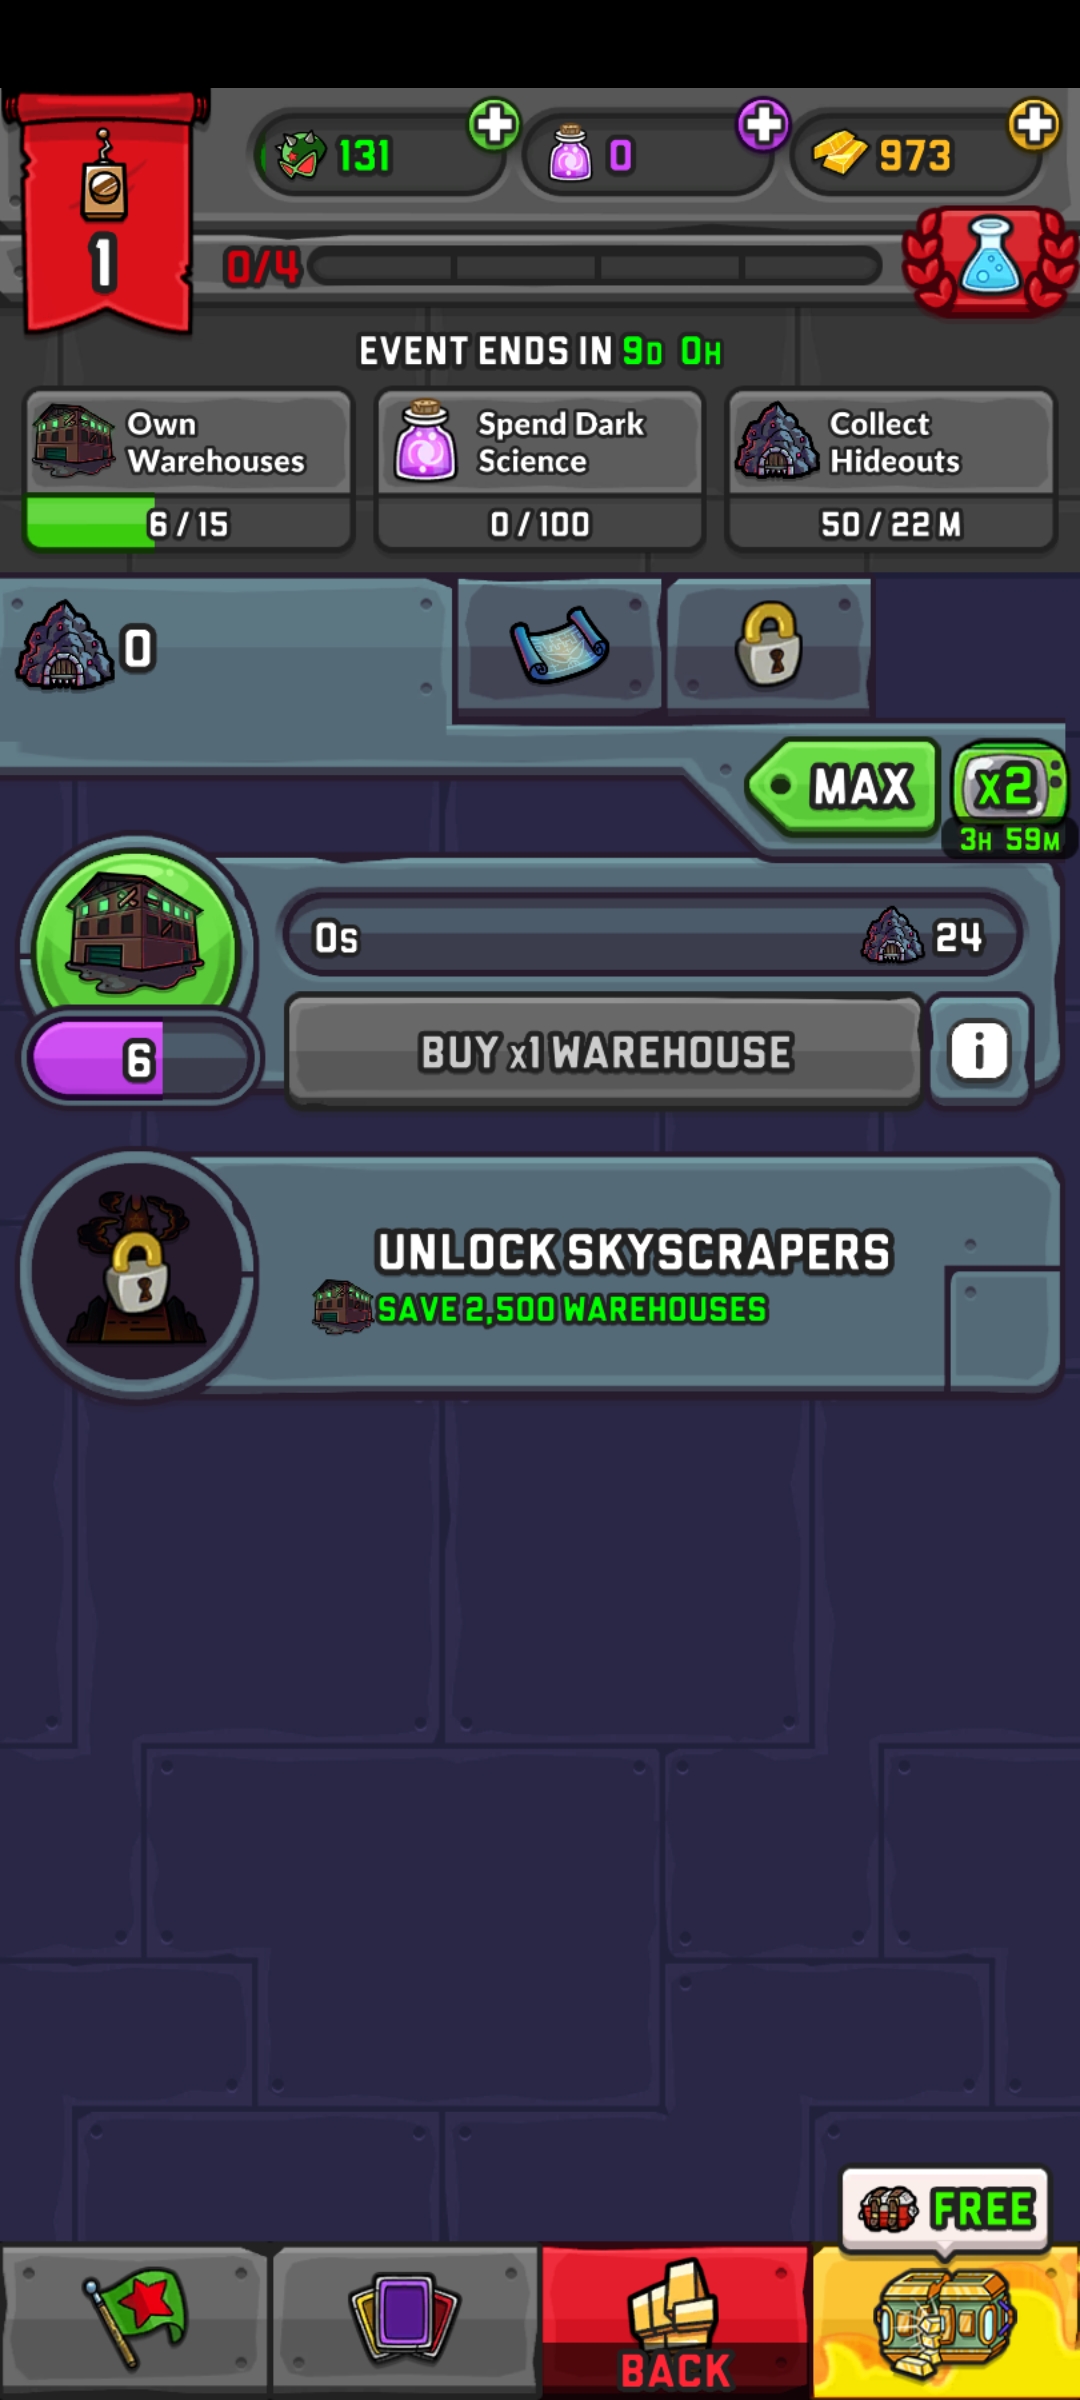 131
0
973
1
0/4
EVENT ENDS IN 9D 0H
Own
Warehouses
6 / 15
Spend Dark
Science
0 / 100
Collect
Hideouts
50 / 22 M
0
MAX
x2
3H 59M
0s
24
6
BUY x1 WAREHOUSE
i
UNLOCK SKYSCRAPERS
SAVE 2,500 WAREHOUSES
FREE
BACK